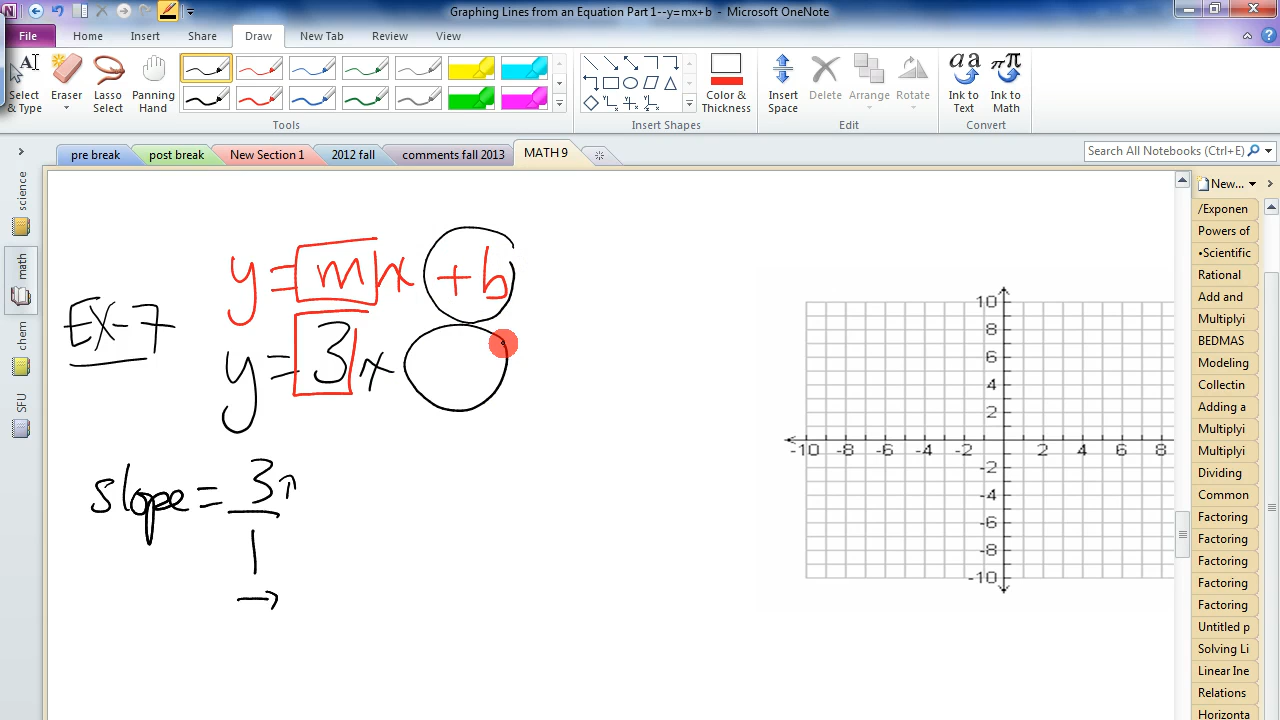 Graphing Lines from an Equation Part 1--y=mx+b - Microsoft OneNote
File Home Insert Share Draw New Tab Review View
Select & Type Eraser Lasso Select Panning Hand Color & Thickness Insert Space Delete Arrange Rotate Ink to Text Ink to Math
Tools Insert Shapes Edit Convert
pre break post break New Section 1 2012 fall comments fall 2013 MATH 9 Search All Notebooks (Ctrl+E)
science
math
chem
SFU
y = mx + b
EX-7
y = 3x
slope = 3↑
1
→
10
8
6
4
2
-10 -8 -6 -4 -2 2 4 6 8
-2
-4
-6
-8
-10
New...
/Exponen
Powers of
•Scientific
Rational
Add and
Multiplyi
BEDMAS
Modeling
Collectin
Adding a
Multiplyi
Multiplyi
Dividing
Common
Factoring
Factoring
Factoring
Factoring
Factoring
Untitled p
Solving Li
Linear Ine
Relations
Horizonta